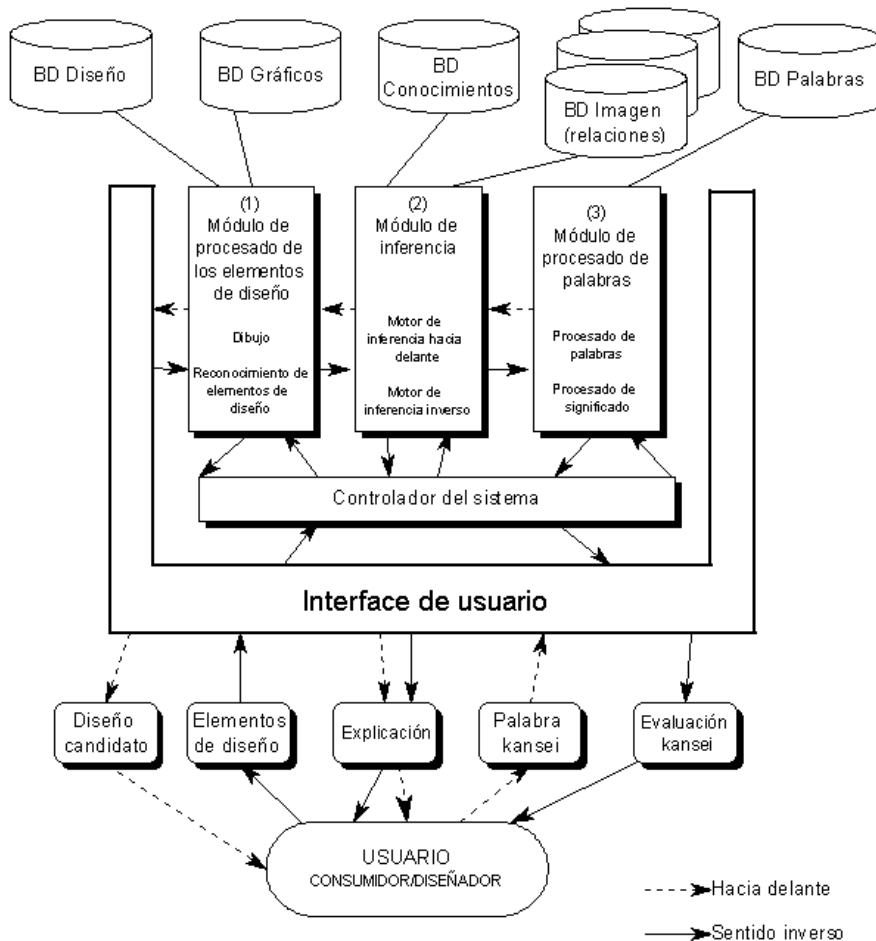 BD Diseño
BD Gráficos
BD
Conocimientos
BD Imagen
(relaciones)
BD Palabras
(1)
Módulo de
procesado de
los elementos
de diseño
Dibujo
Reconocimiento de
elementos de
diseño
(2)
Módulo de
inferencia
Motor de
inferencia hacia
delante
Motor de
inferencia inverso
(3)
Módulo de
procesado de
palabras
Procesado de
palabras
Procesado de
significado
Controlador del sistema
Interface de usuario
Diseño
candidato
Elementos
de diseño
Explicación
Palabra
kansei
Evaluación
kansei
USUARIO
CONSUMIDOR/DISEÑADOR
Hacia delante
Sentido inverso